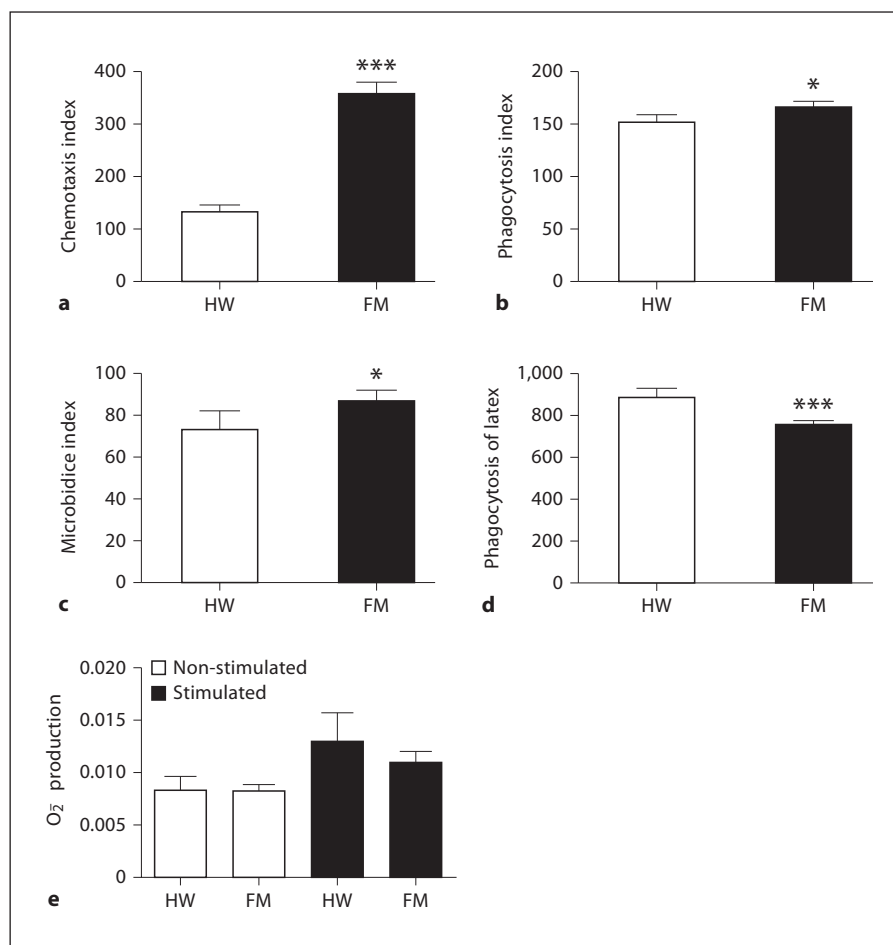 400
300
200
100
0
Chemotaxis index
***
HW
FM
a
200
150
100
50
0
Phagocytosis index
*
HW
FM
b
100
80
60
40
20
0
Microbidice index
*
HW
FM
c
1,000
800
600
400
200
0
Phagocytosis of latex
***
HW
FM
d
0.020
0.015
0.010
0.005
0
O2̅ production
Non-stimulated
Stimulated
HW
FM
HW
FM
e